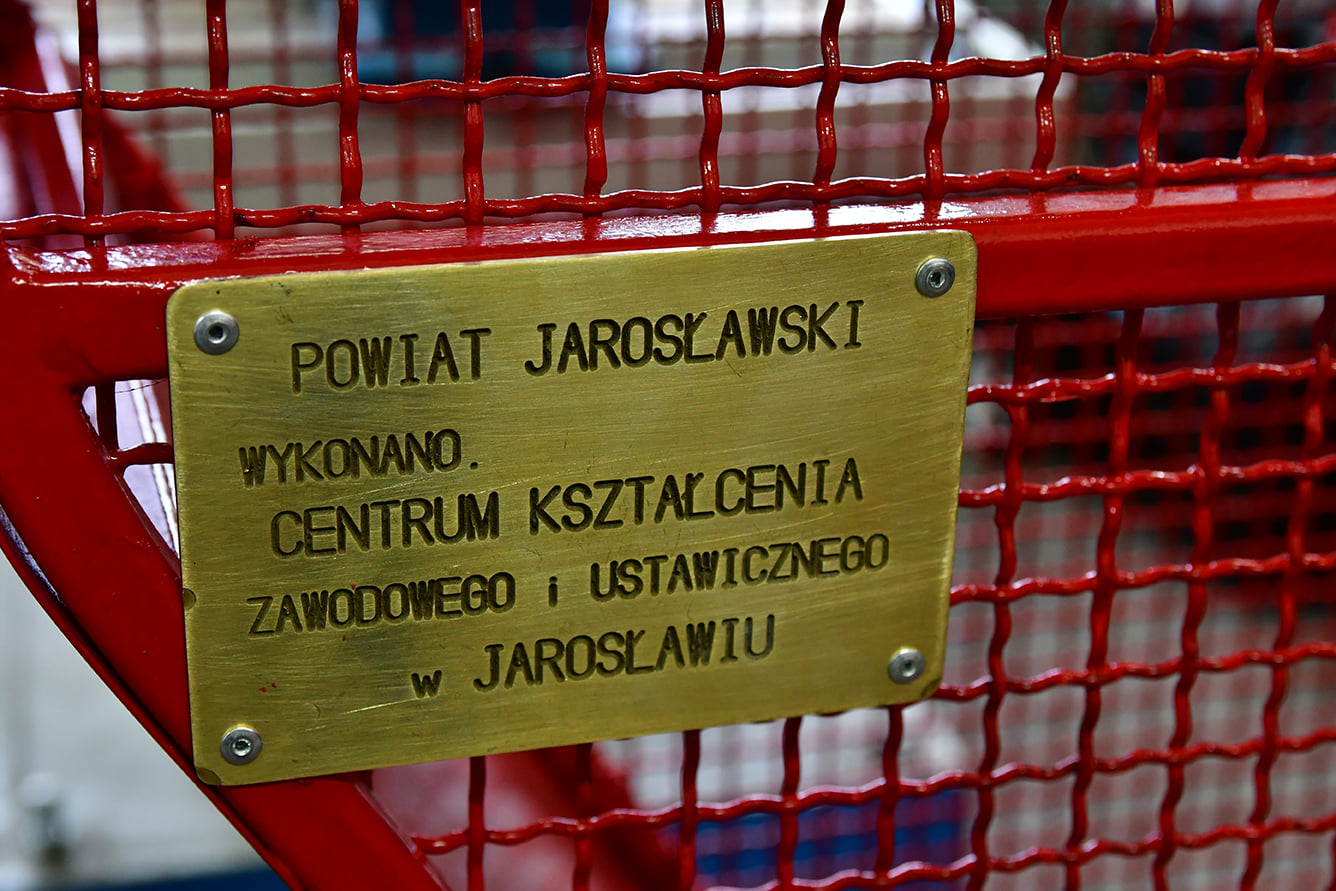 POWIAT JAROSŁAWSKI
WYKONANO.
CENTRUM KSZTAŁCENIA
ZAWODOWEGO i USTAWICZNEGO
w JAROSŁAWIU